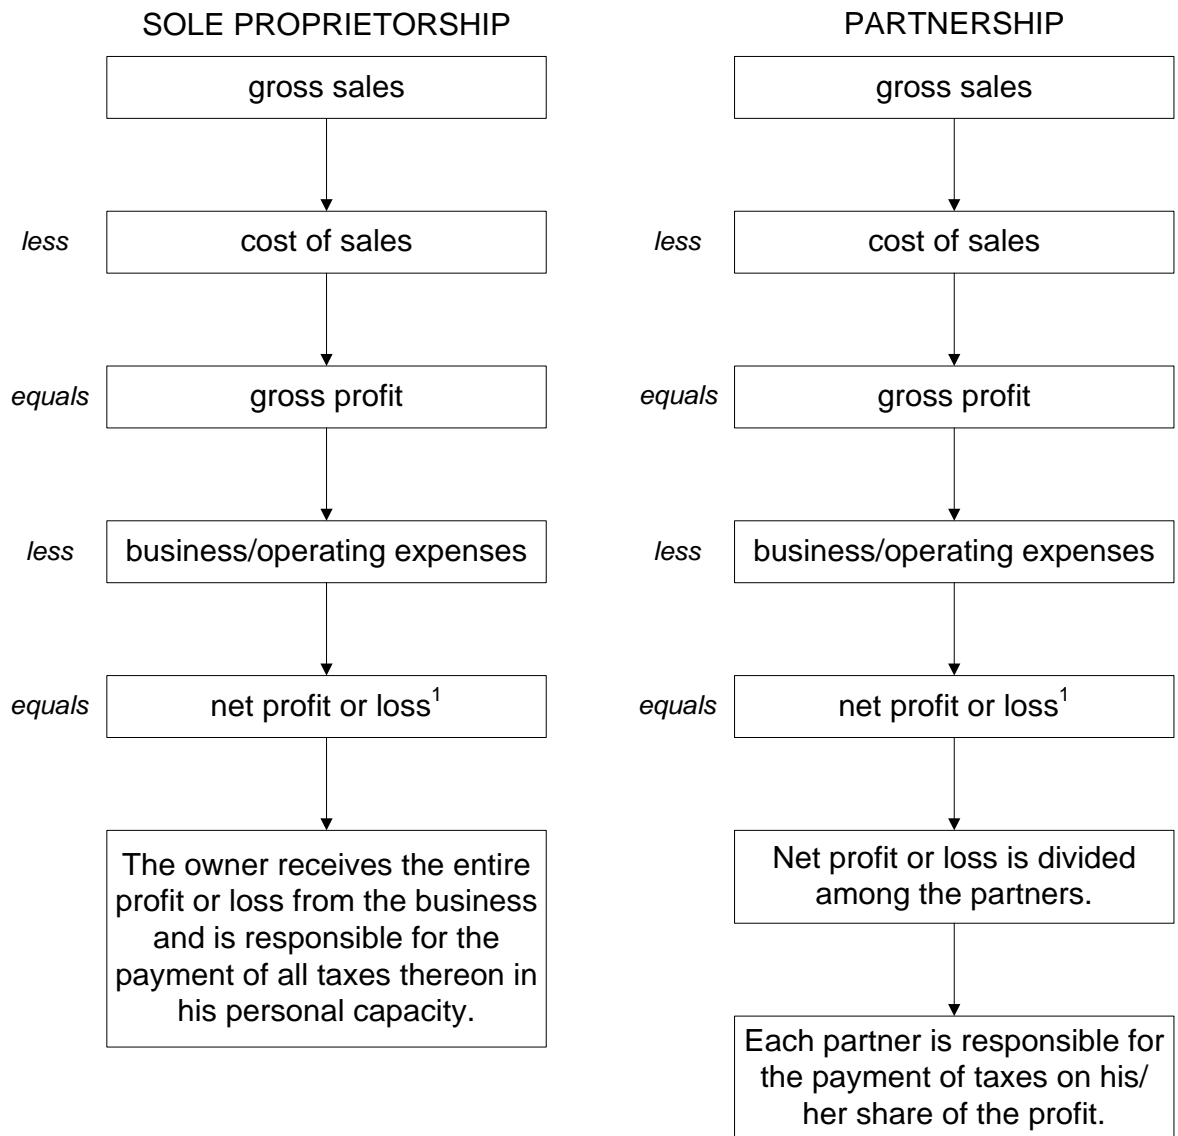 SOLE PROPRIETORSHIP
gross sales
less
cost of sales
equals
gross profit
less
business/operating expenses
equals
net profit or loss1
The owner receives the entire
profit or loss from the business
and is responsible for the
payment of all taxes thereon in
his personal capacity.
PARTNERSHIP
gross sales
less
cost of sales
equals
gross profit
less
business/operating expenses
equals
net profit or loss1
Net profit or loss is divided
among the partners.
Each partner is responsible for
the payment of taxes on his/
her share of the profit.